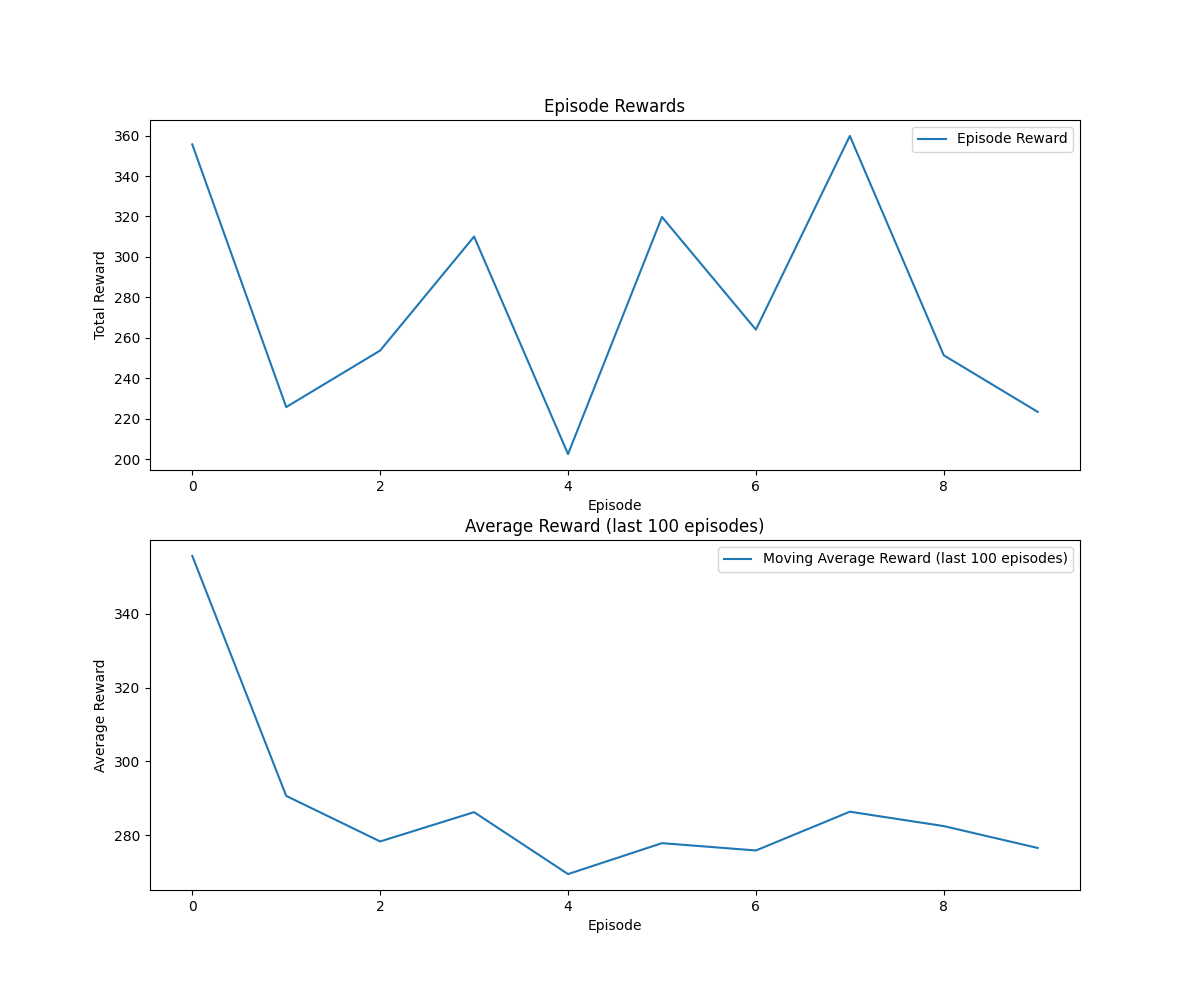 Episode Rewards
Episode Reward
360
340
320
300
280
260
240
220
200
Total Reward
0 2 4 6 8
Episode
Average Reward (last 100 episodes)
Moving Average Reward (last 100 episodes)
340
320
300
280
Average Reward
0 2 4 6 8
Episode